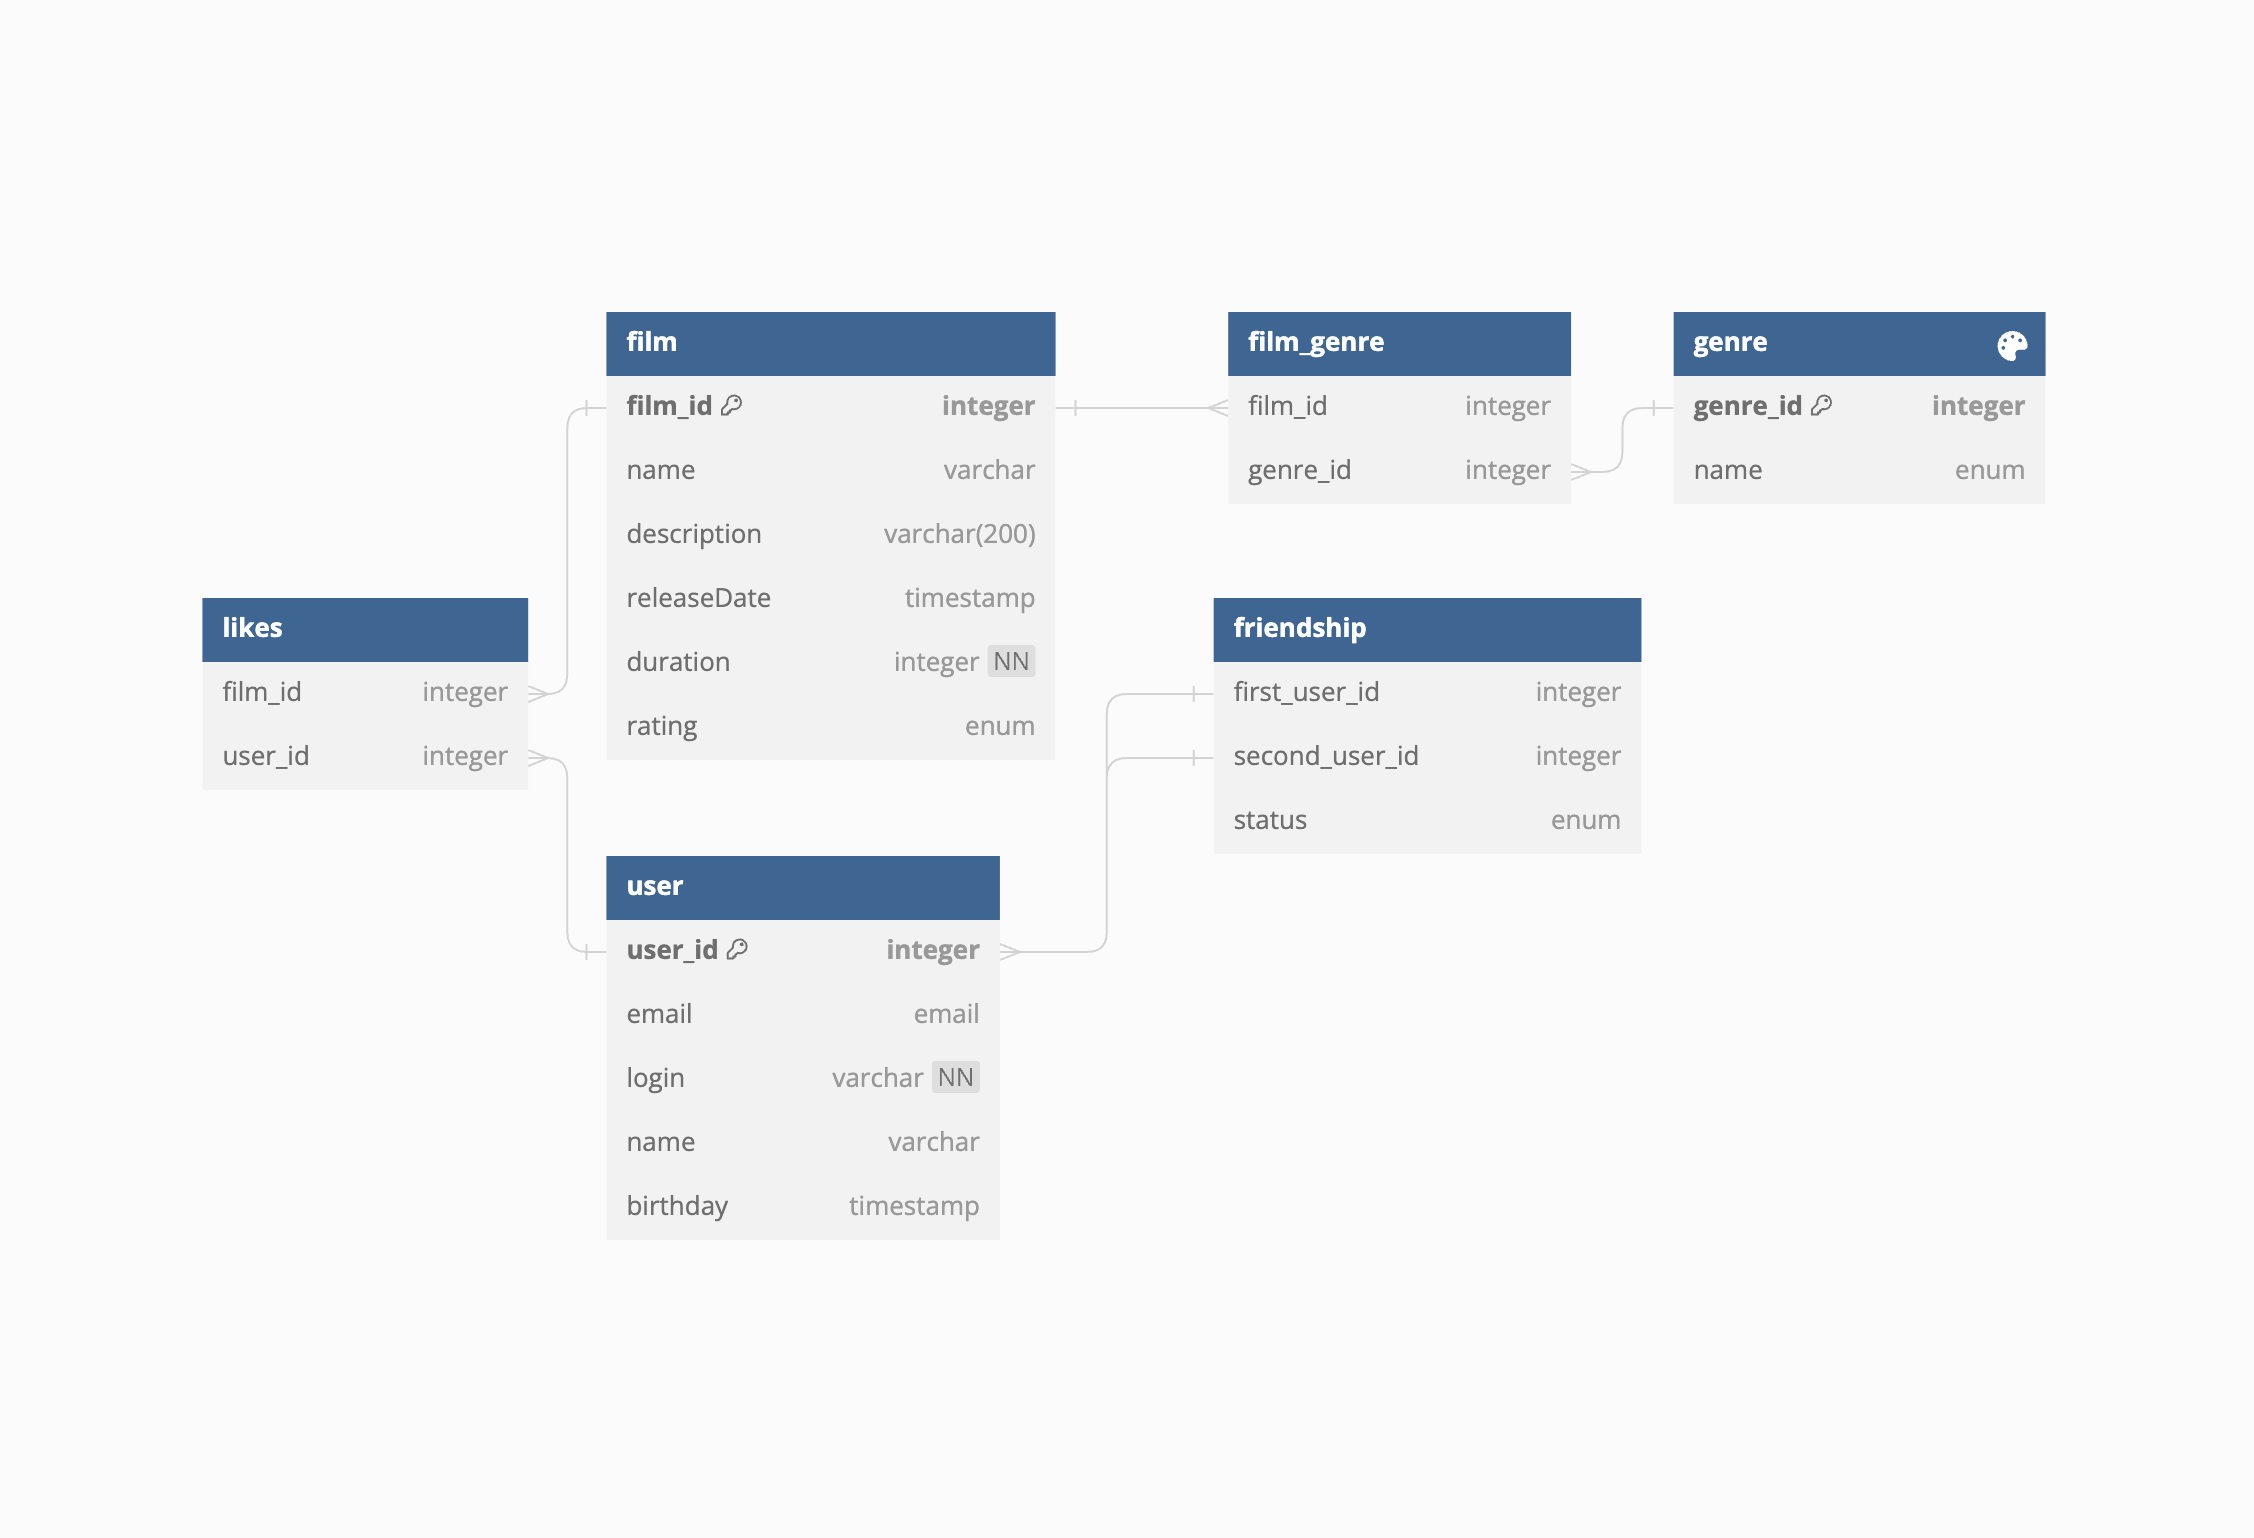 film
film_id integer
name varchar
description varchar(200)
releaseDate timestamp
duration integer NN
rating enum
film_genre
film_id integer
genre_id integer
genre
genre_id integer
name enum
likes
film_id integer
user_id integer
friendship
first_user_id integer
second_user_id integer
status enum
user
user_id integer
email email
login varchar NN
name varchar
birthday timestamp